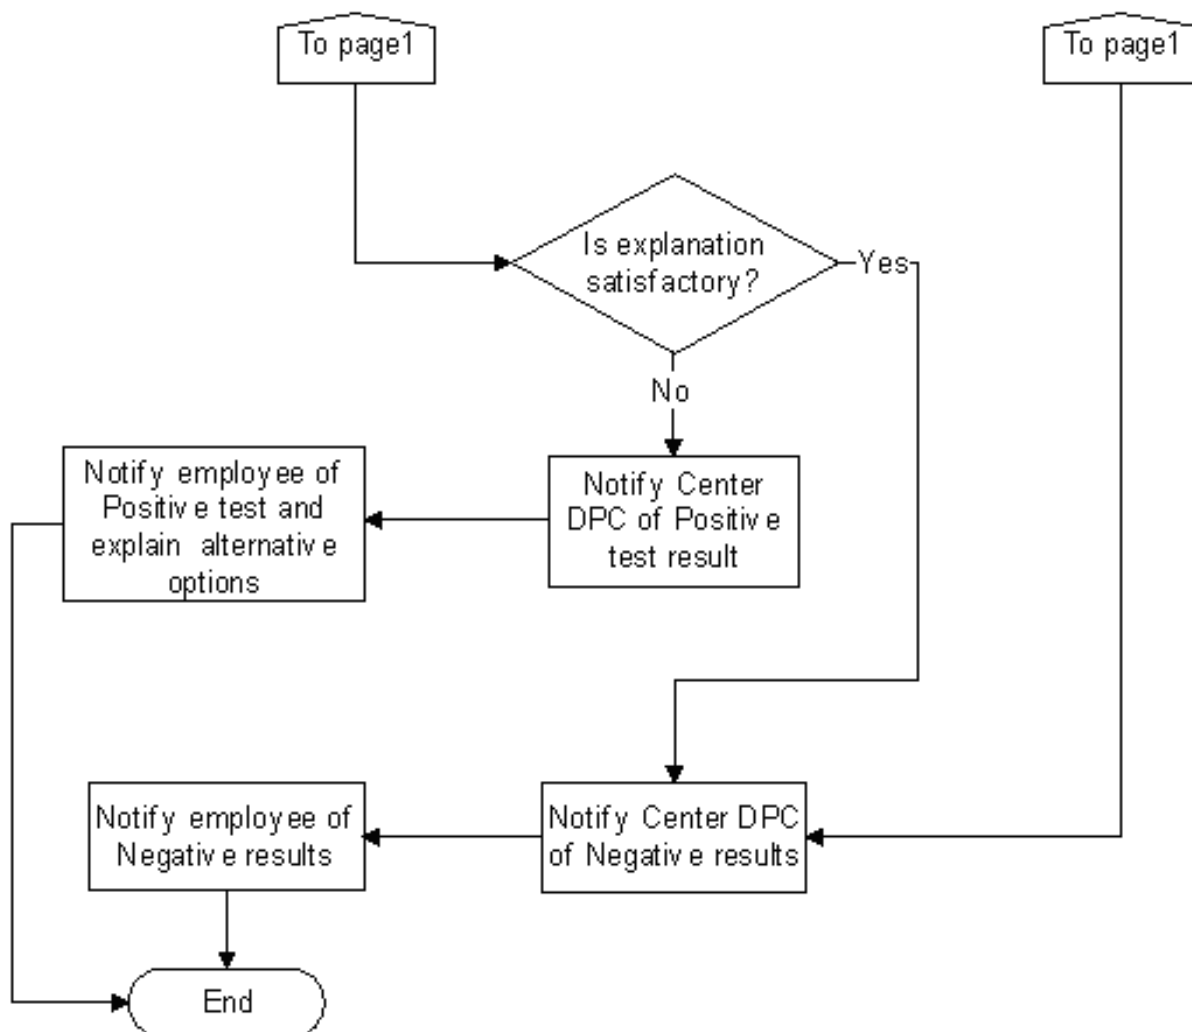 To page1
To page1
Is explanation
satisfactory?
Yes
No
Notify employee of
Positive test and
explain alternative
options
Notify Center
DPC of Positive
test result
Notify employee of
Negative results
Notify Center DPC
of Negative results
End